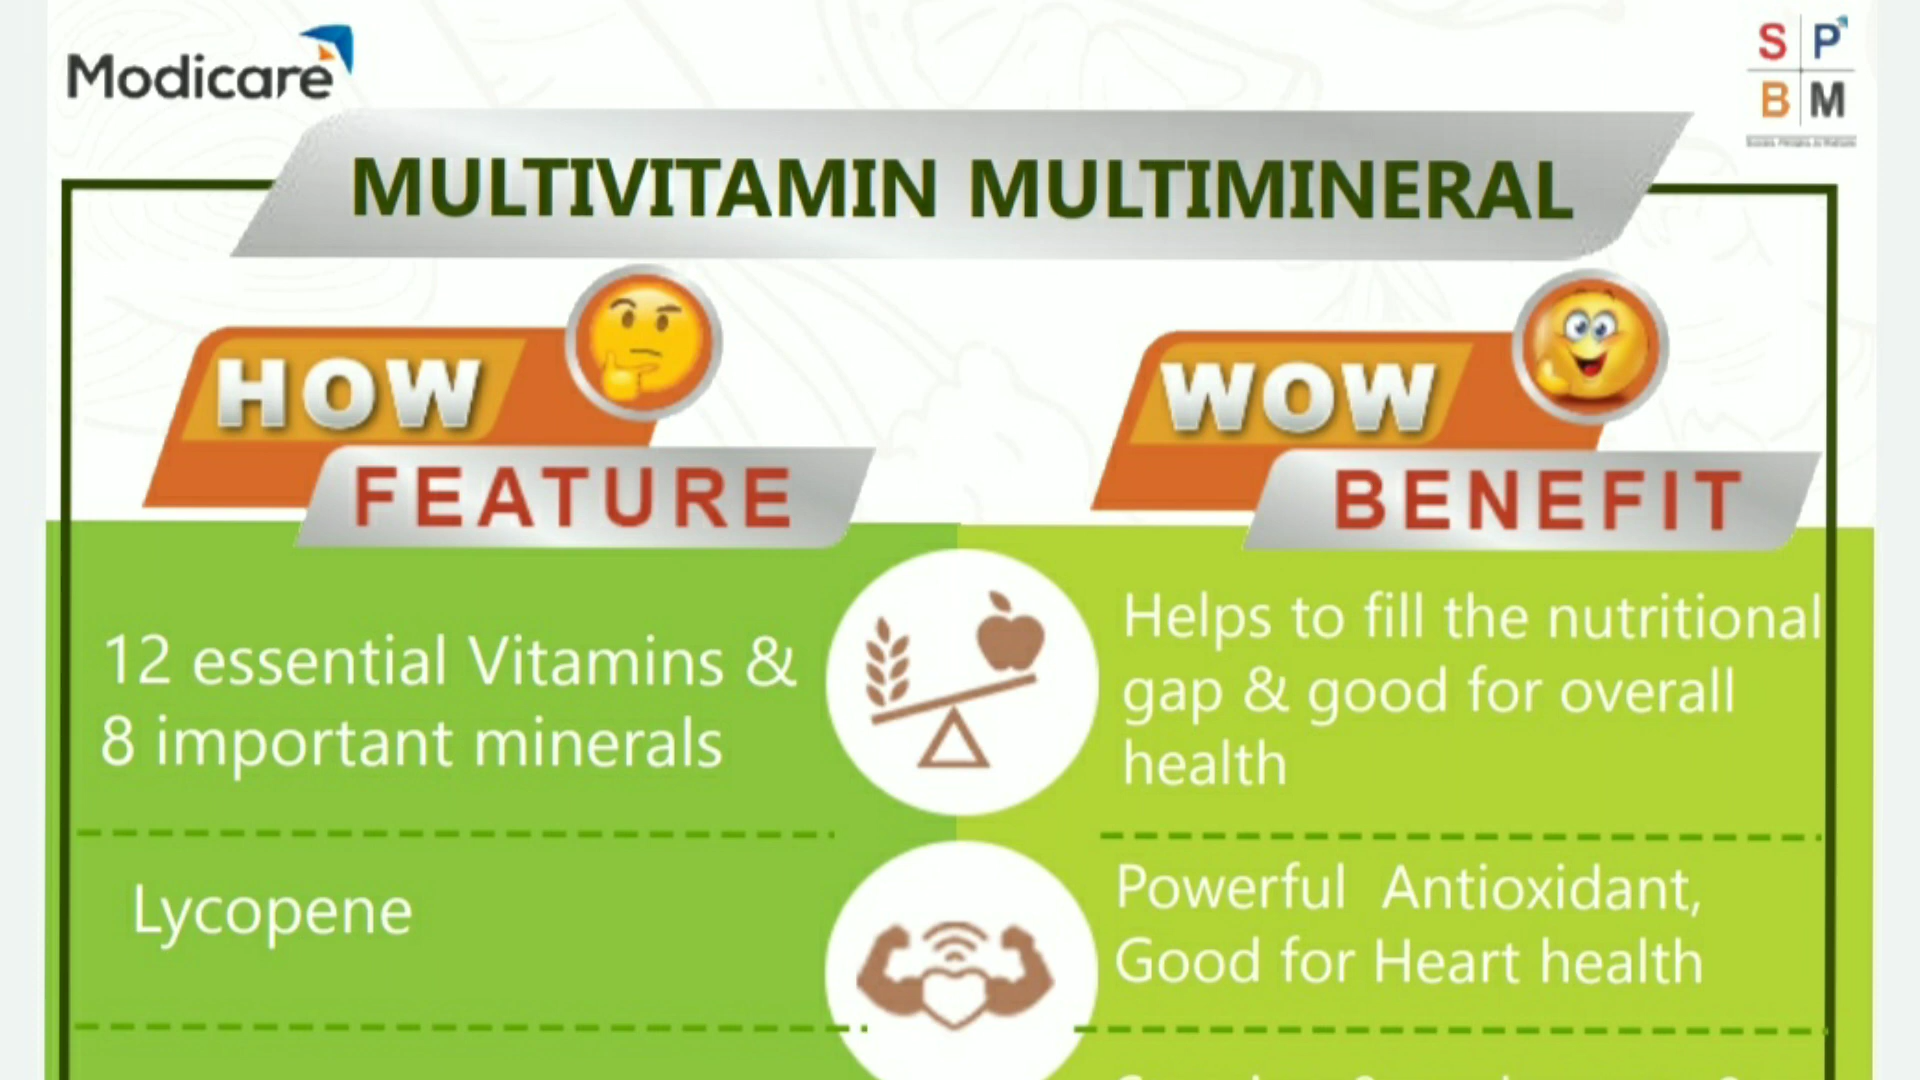 Modicare
S P
B M
MULTIVITAMIN MULTIMINERAL
HOW
FEATURE
WOW
BENEFIT
12 essential Vitamins &
8 important minerals
Helps to fill the nutritional
gap & good for overall
health
Lycopene
Powerful Antioxidant,
Good for Heart health